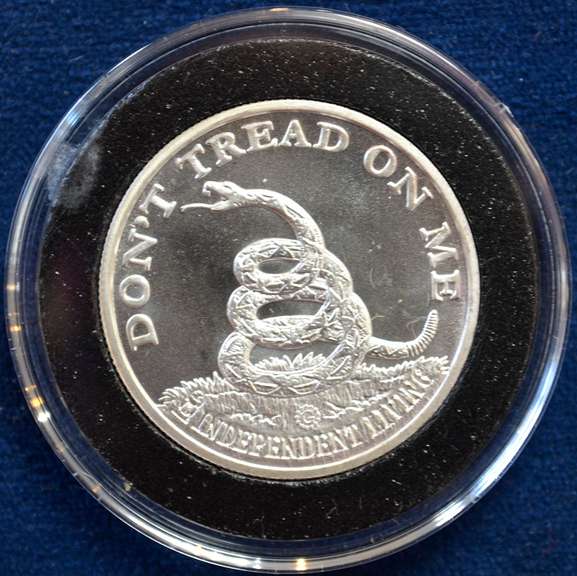 DON'T TREAD ON ME
INDEPENDENT LIVING